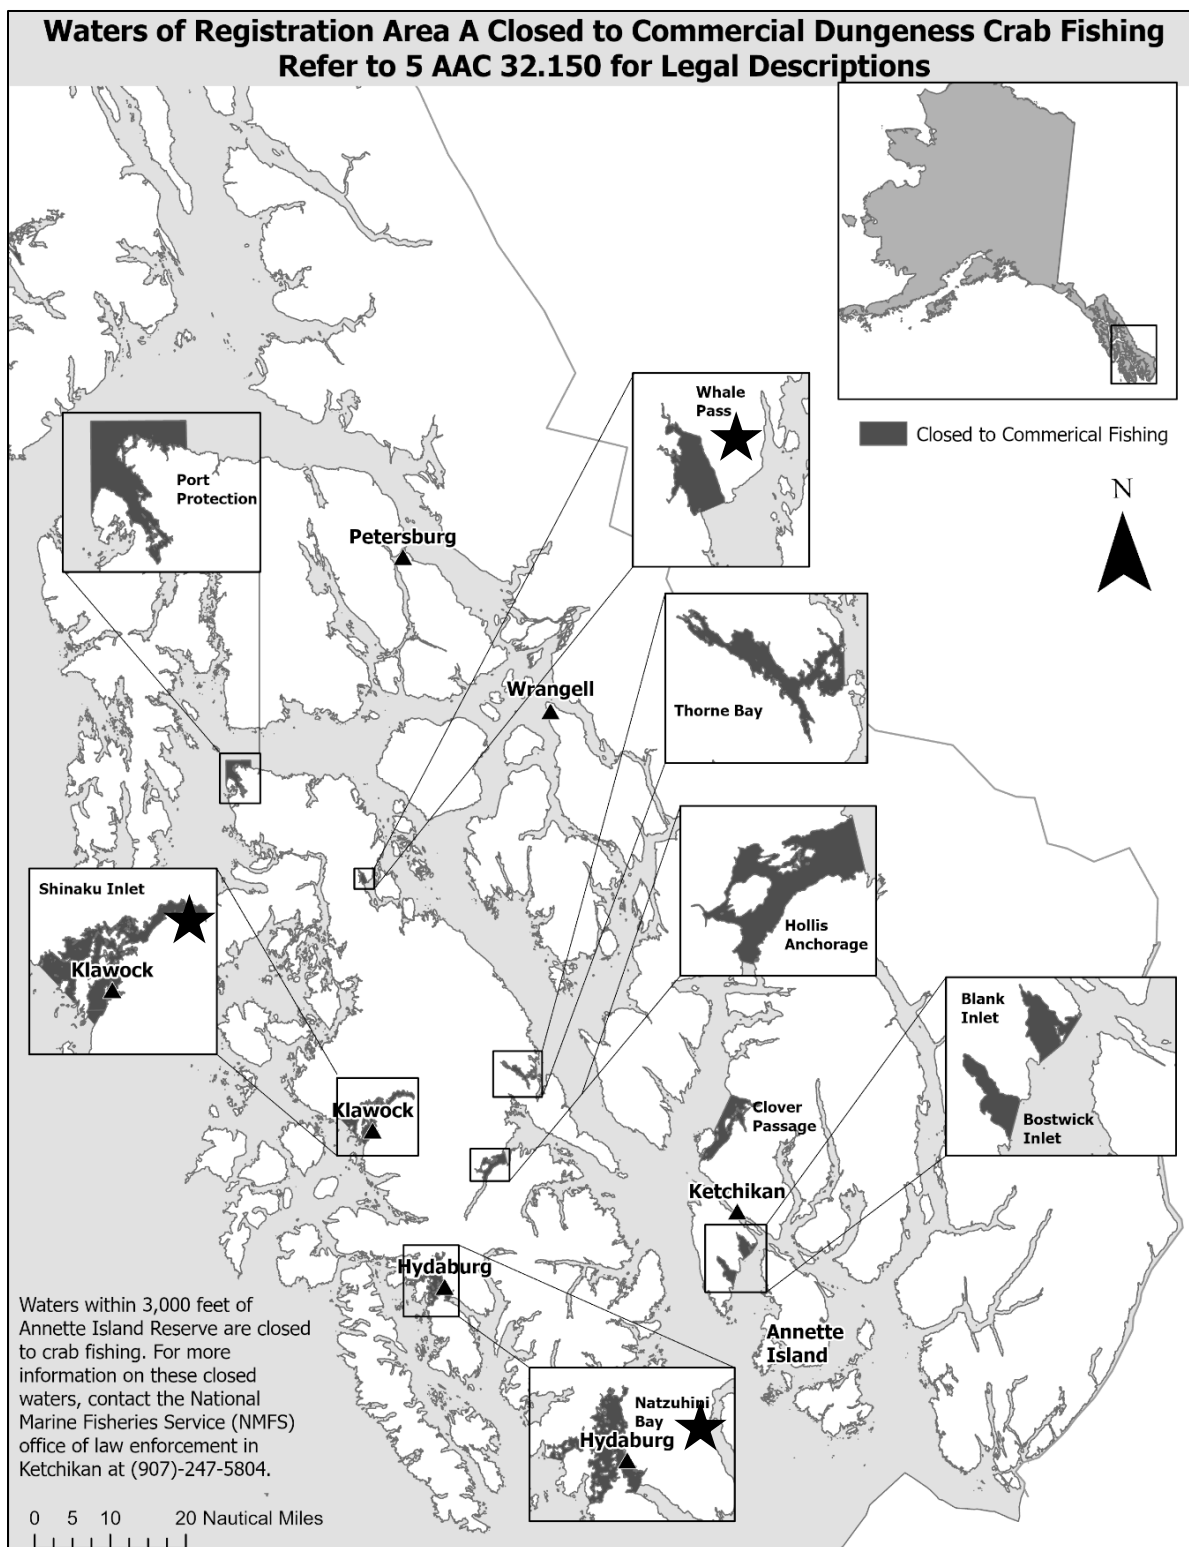 Waters of Registration Area A Closed to Commercial Dungeness Crab Fishing
Refer to 5 AAC 32.150 for Legal Descriptions
Whale
Pass
Closed to Commerical Fishing
Port
Protection
N
Petersburg
Wrangell
Thorne Bay
Shinaku Inlet
Klawock
Hollis
Anchorage
Blank
Inlet
Bostwick
Inlet
Klawock
Clover
Passage
Ketchikan
Hydaburg
Annette
Island
Waters within 3,000 feet of
Annette Island Reserve are closed
to crab fishing. For more
information on these closed
waters, contact the National
Marine Fisheries Service (NMFS)
office of law enforcement in
Ketchikan at (907)-247-5804.
Natzuhini
Bay
Hydaburg
0 5 10 20 Nautical Miles